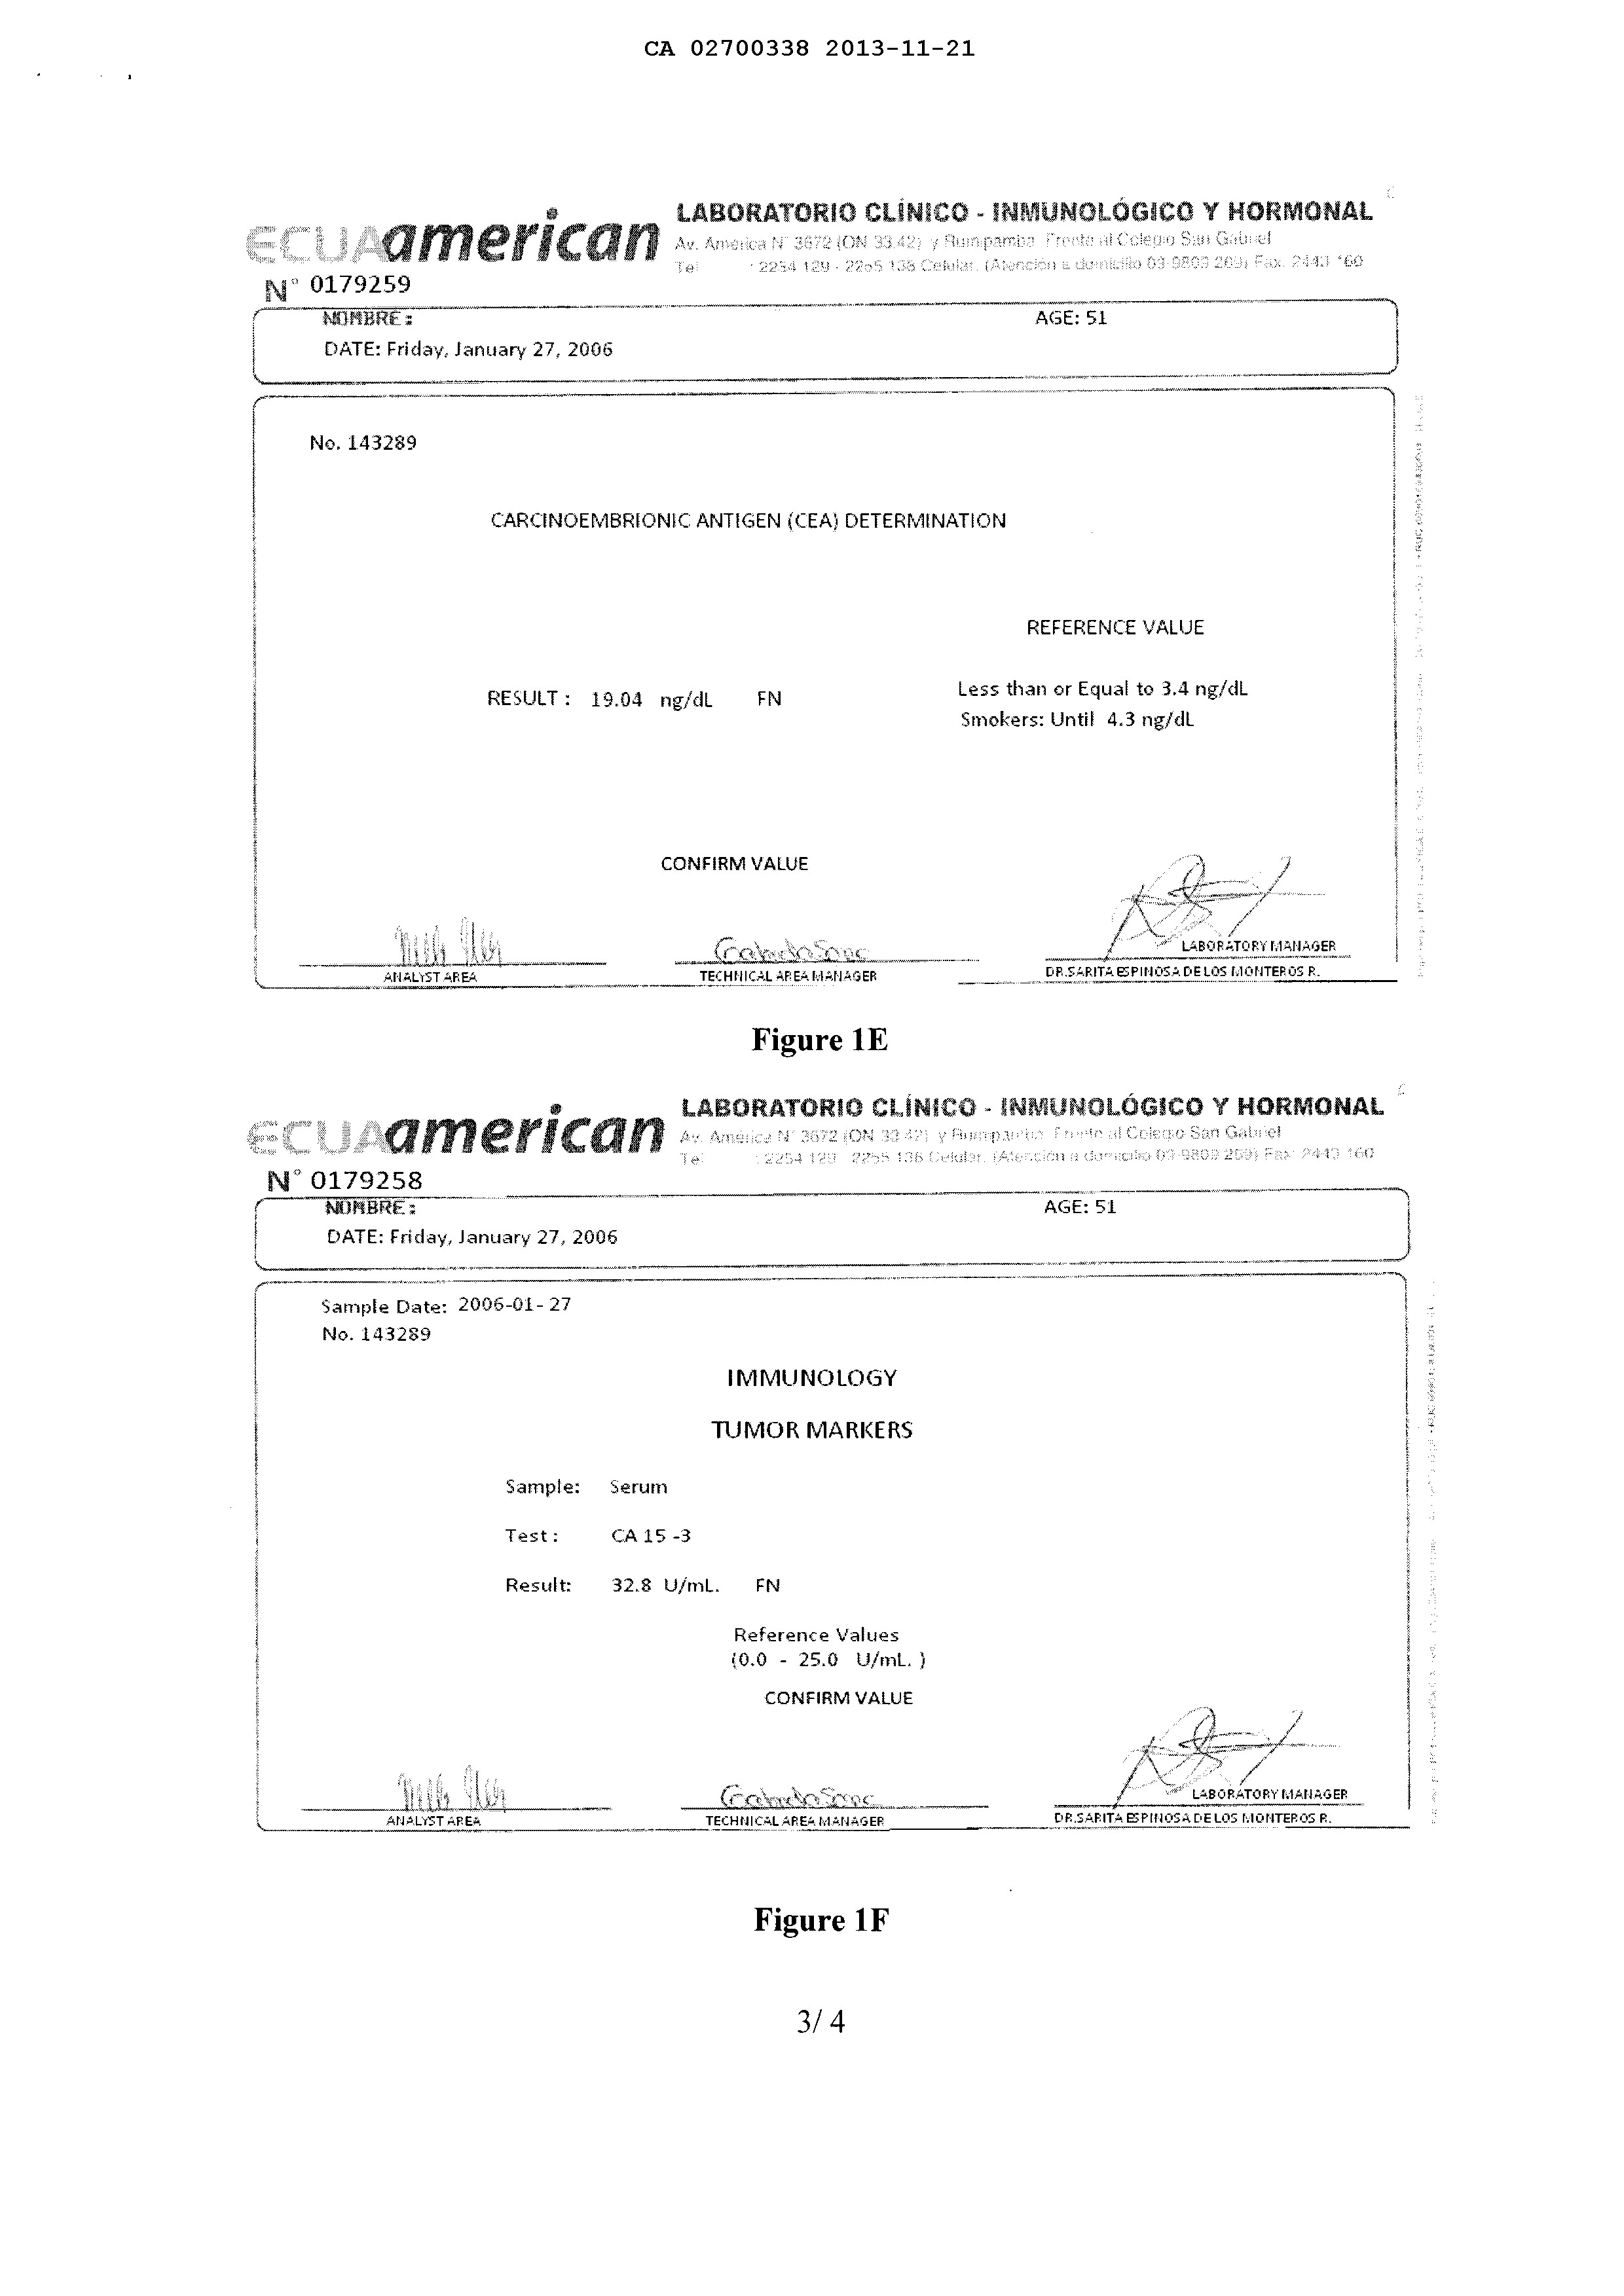 CA 02700338 2013-11-21
ECUAamerican
LABORATORIO CLÍNICO - INMUNOLÓGICO Y HORMONAL
Av. América N° 3672 (ON 33 42) y Rumipamba Frente al Colegio San Gabriel
Tel : 2254 129 - 2255 136 Celular. (Atención a domicilio 09-9809 269) Fax. 2443 160
N° 0179259
NOMBRE :
AGE: 51
DATE: Friday, January 27, 2006
No. 143289
CARCINOEMBRIONIC ANTIGEN (CEA) DETERMINATION
REFERENCE VALUE
RESULT : 19.04 ng/dL FN
Less than or Equal to 3.4 ng/dL
Smokers: Until 4.3 ng/dL
CONFIRM VALUE
LABORATORY MANAGER
ANALYST AREA
TECHNICAL AREA MANAGER
DR.SARITA ESPINOSA DE LOS MONTEROS R.
Figure 1E
ECUAamerican
LABORATORIO CLÍNICO - INMUNOLÓGICO Y HORMONAL
Av. América N° 3672 (ON 33 42) y Rumipamba Frente al Colegio San Gabriel
Tel : 2254 129 2255 136 Celular. (Atención a domicilio 09-9809 269) Fax 2443 160
N° 0179258
NOMBRE :
AGE: 51
DATE: Friday, January 27, 2006
Sample Date: 2006-01- 27
No. 143289
IMMUNOLOGY
TUMOR MARKERS
Sample: Serum
Test : CA 15 -3
Result: 32.8 U/mL. FN
Reference Values
(0.0 - 25.0 U/mL. )
CONFIRM VALUE
LABORATORY MANAGER
ANALYST AREA
TECHNICAL AREA MANAGER
DR.SARITA ESPINOSA DE LOS MONTEROS R.
Figure 1F
3/ 4